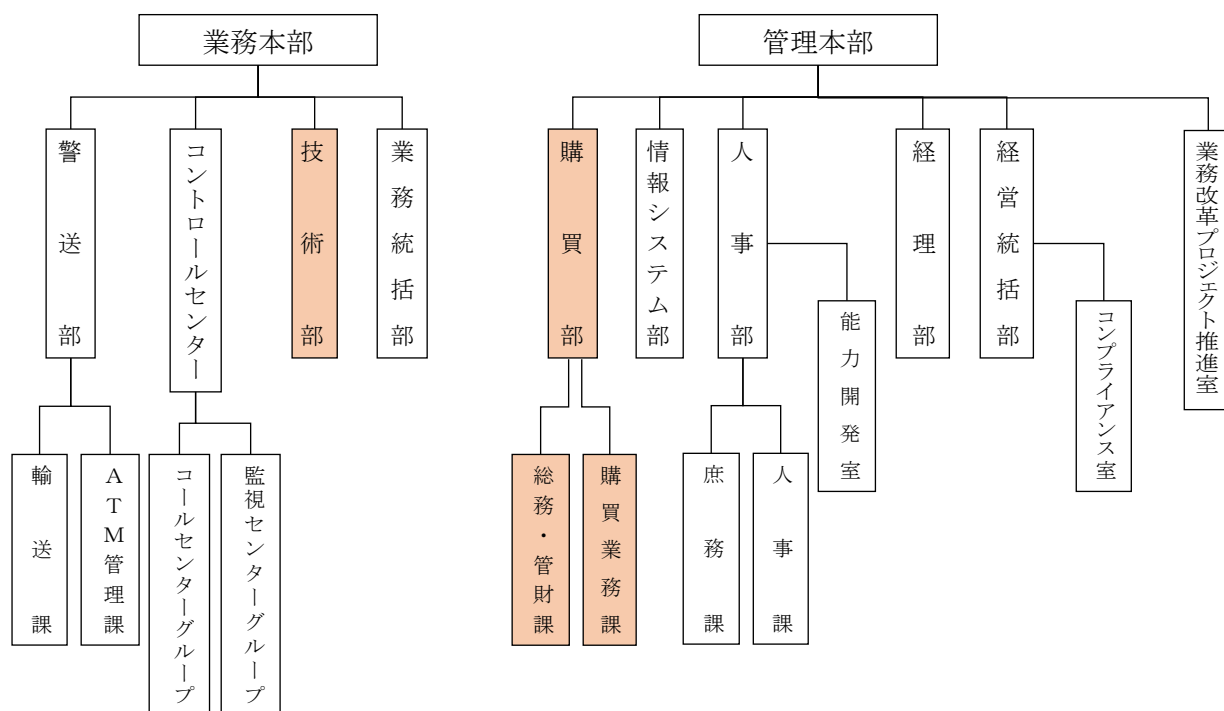 業務本部
管理本部
警送部
コントロールセンター
技術部
業務統括部
購買部
情報システム部
人事部
経理部
経営統括部
業務改革プロジェクト推進室
能力開発室
コンプライアンス室
輸送課
ATM管理課
コールセンターグループ
監視センターグループ
総務・管財課
購買業務課
庶務課
人事課